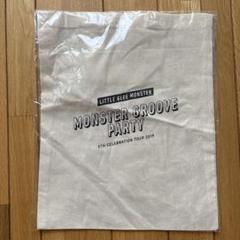 LITTLE GLEE MONSTER
MONSTER GROOVE
PARTY
5TH CELEBRATION TOUR 2019